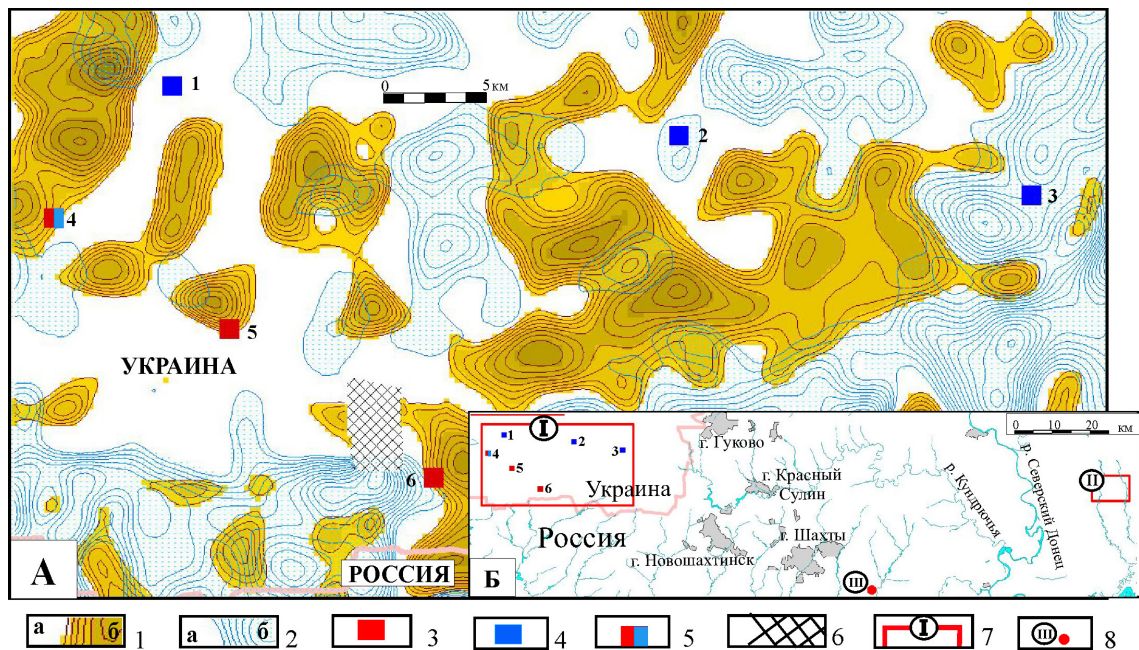 0 5 км
1
2
3
4
5
УКРАИНА
6
А
РОССИЯ
I
1
2
3
4
5
6
Украина
Россия
г. Гуково
г. Красный
Сулин
г. Шахты
г. Новошахтинск
р. Кундрючья
р. Северский Донец
0 20
км
II
III
Б
а б 1
а б 2
3
4
5
6
I 7
III 8